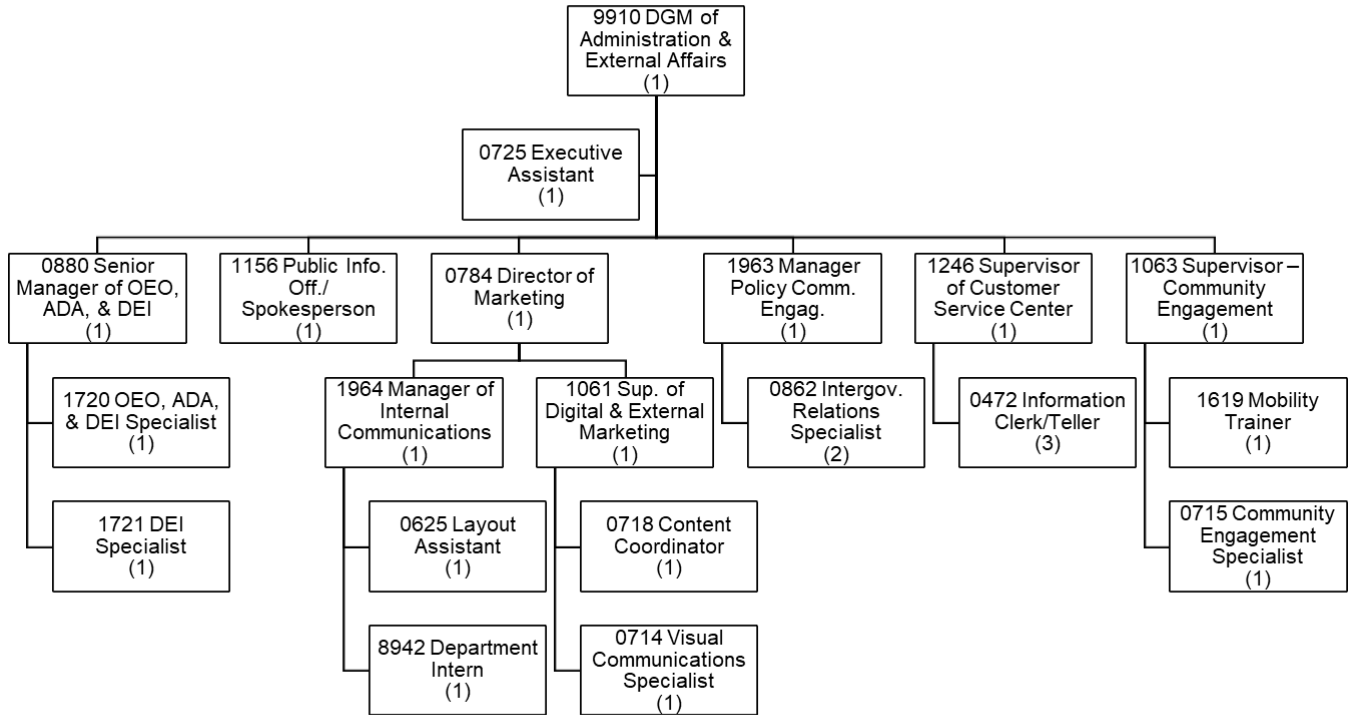 9910 DGM of
Administration &
External Affairs
(1)
0725 Executive
Assistant
(1)
0880 Senior
Manager of OEO,
ADA, & DEI
(1)
1156 Public Info.
Off./
Spokesperson
(1)
0784 Director of
Marketing
(1)
1963 Manager
Policy Comm.
Engag.
(1)
1246 Supervisor
of Customer
Service Center
(1)
1063 Supervisor –
Community
Engagement
(1)
1720 OEO, ADA,
& DEI Specialist
(1)
1721 DEI
Specialist
(1)
1964 Manager of
Internal
Communications
(1)
0625 Layout
Assistant
(1)
8942 Department
Intern
(1)
1061 Sup. of
Digital & External
Marketing
(1)
0718 Content
Coordinator
(1)
0714 Visual
Communications
Specialist
(1)
0862 Intergov.
Relations
Specialist
(2)
0472 Information
Clerk/Teller
(3)
1619 Mobility
Trainer
(1)
0715 Community
Engagement
Specialist
(1)